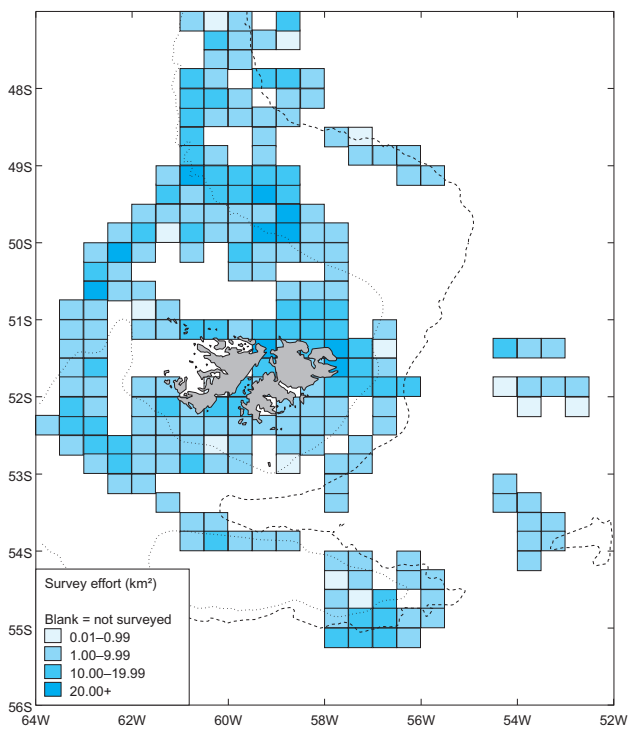 48S
49S
50S
51S
52S
53S
54S
55S
56S
Survey effort (km²)
Blank = not surveyed
0.01–0.99
1.00–9.99
10.00–19.99
20.00+
64W 62W 60W 58W 56W 54W 52W